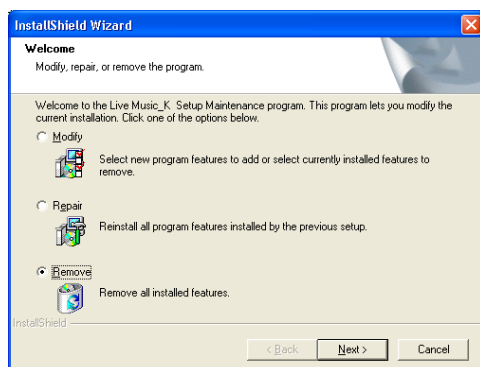 InstallShield Wizard
Welcome
Modify, repair, or remove the program.
Welcome to the Live Music_K Setup Maintenance program. This program lets you modify the
current installation. Click one of the options below.
Modify
Select new program features to add or select currently installed features to
remove.
Repair
Reinstall all program features installed by the previous setup.
Remove
Remove all installed features.
InstallShield
< Back Next > Cancel